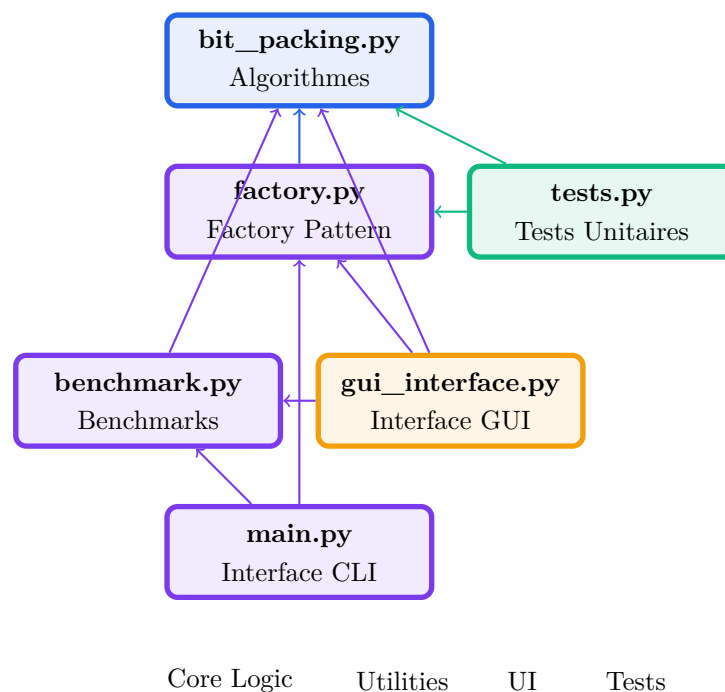 bit_packing.py
Algorithmes
factory.py
Factory Pattern
tests.py
Tests Unitaires
benchmark.py
Benchmarks
gui_interface.py
Interface GUI
main.py
Interface CLI
Core Logic Utilities UI Tests